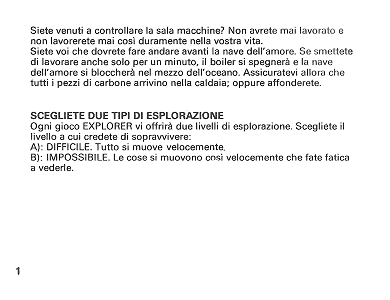 Siete venuti a controllare la sala macchine? Non avrete mai lavorato e
non lavorerete mai così duramente nella vostra vita.
Siete voi che dovrete fare andare avanti la nave dell'amore. Se smettete
di lavorare anche solo per un minuto, il boiler si spegnerà e la nave
dell'amore si bloccherà nel mezzo dell'oceano. Assicuratevi allora che
tutti i pezzi di carbone arrivino nella caldaia; oppure affonderete.
SCEGLIETE DUE TIPI DI ESPLORAZIONE
Ogni gioco EXPLORER vi offrirà due livelli di esplorazione. Scegliete il
livello a cui credete di sopravvivere:
A): DIFFICILE. Tutto si muove velocemente.
B): IMPOSSIBILE. Le cose si muovono così velocemente che fate fatica
a vederle.
1